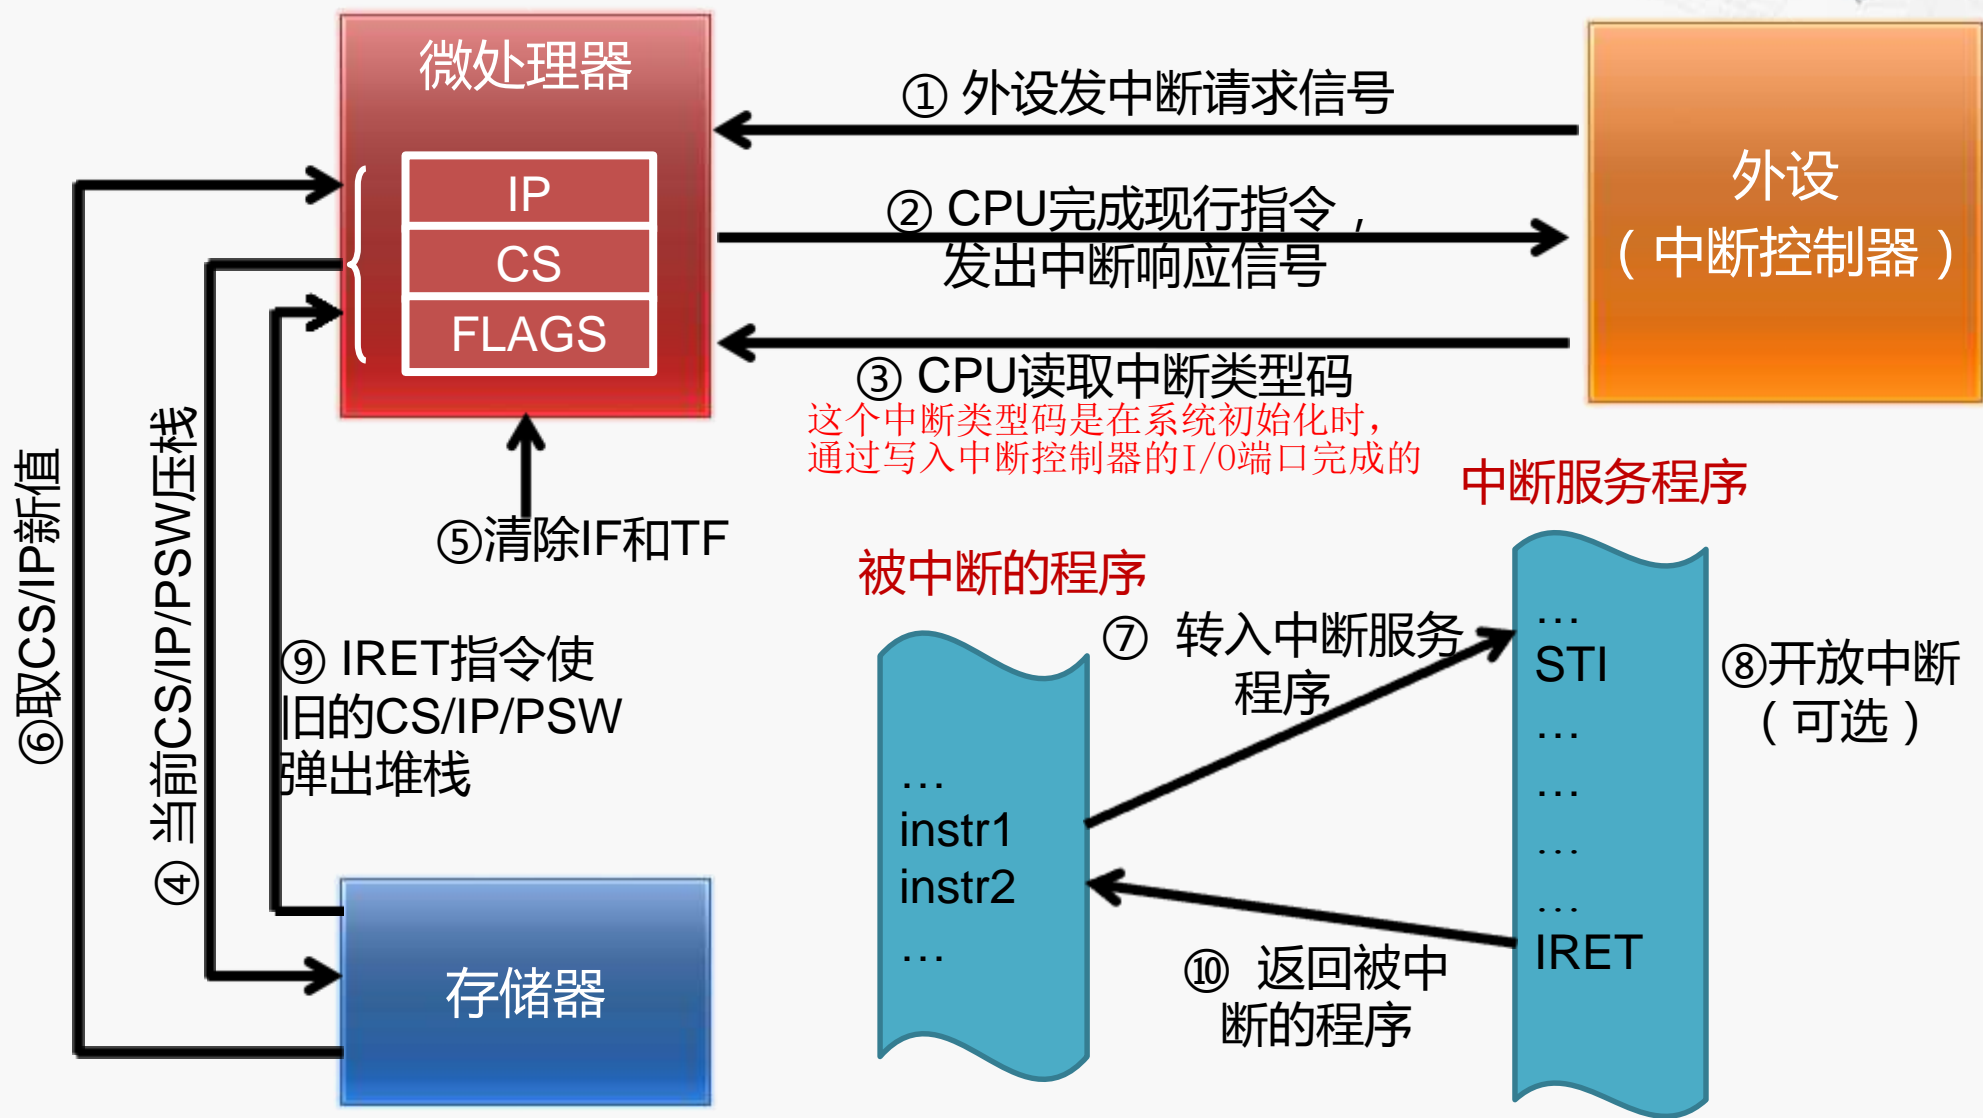 微处理器
IP
CS
FLAGS
① 外设发中断请求信号
② CPU完成现行指令，
发出中断响应信号
③ CPU读取中断类型码
这个中断类型码是在系统初始化时，
通过写入中断控制器的I/O端口完成的
外设
（中断控制器）
④ 当前CS/IP/PSW压栈
⑤清除IF和TF
⑥取CS/IP新值
⑨ IRET指令使
旧的CS/IP/PSW
弹出堆栈
存储器
被中断的程序
…
instr1
instr2
…
⑦ 转入中断服务
程序
中断服务程序
…
STI
…
…
…
…
IRET
⑧开放中断
（可选）
⑩ 返回被中
断的程序